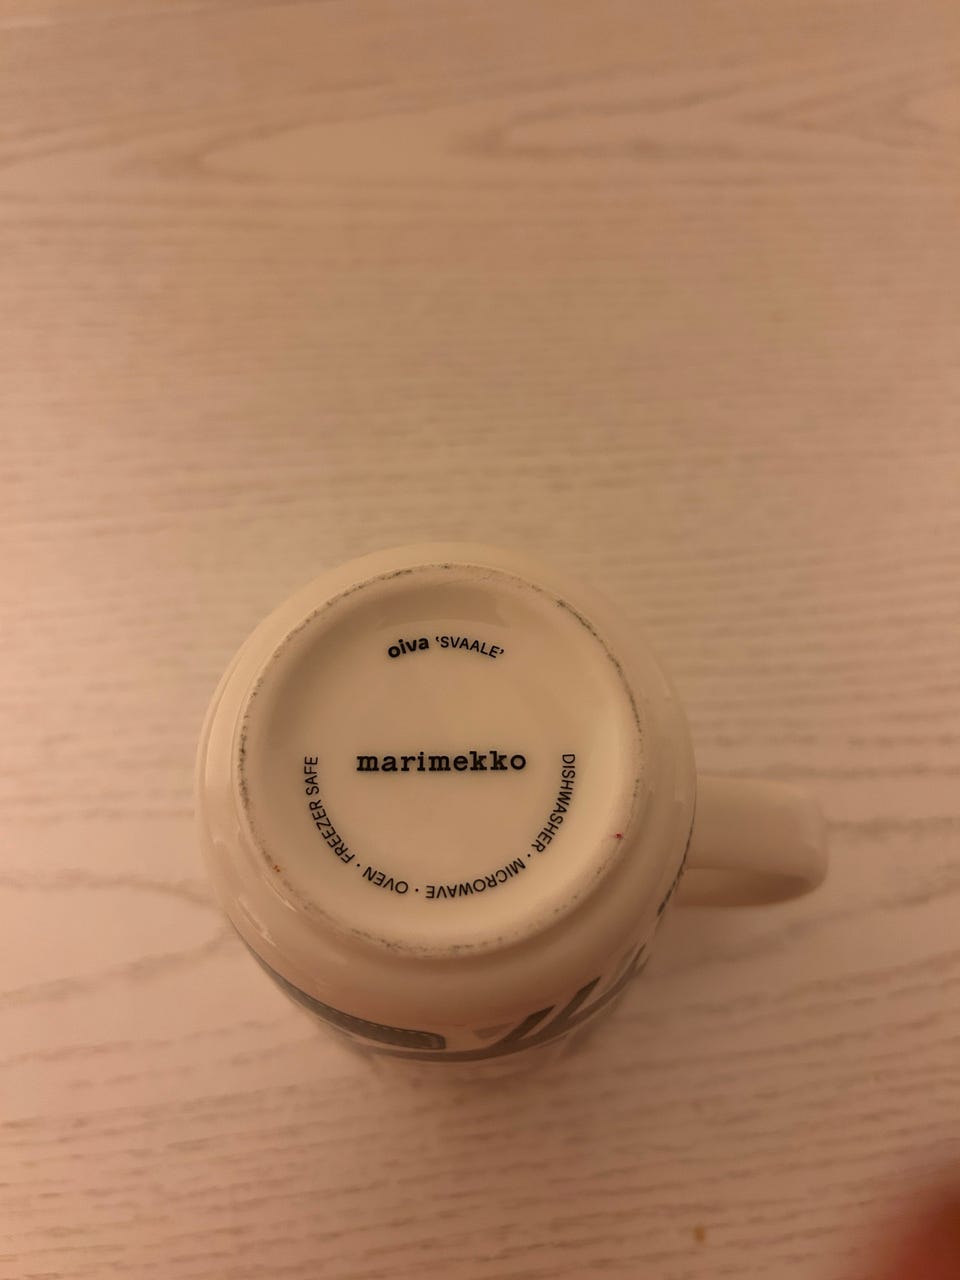 oiva 'SVAALE'
marimekko
DISHWASHER · MICROWAVE · OVEN · FREEZER SAFE